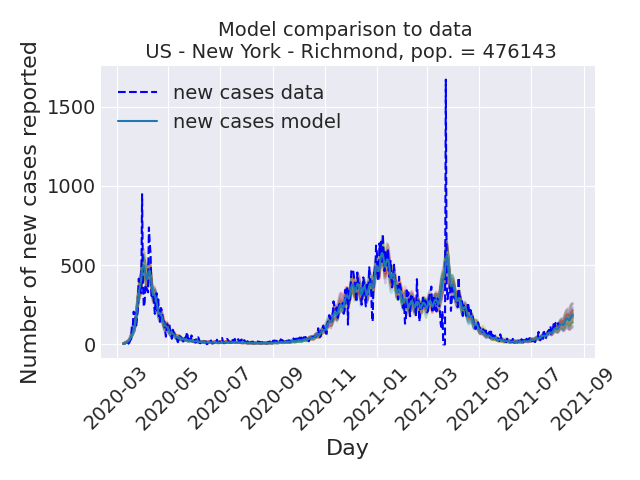 Model comparison to data
US - New York - Richmond, pop. = 476143
Number of new cases reported
new cases data
new cases model
1500
1000
500
0
2020-03
2020-05
2020-07
2020-09
2020-11
2021-01
2021-03
2021-05
2021-07
2021-09
Day